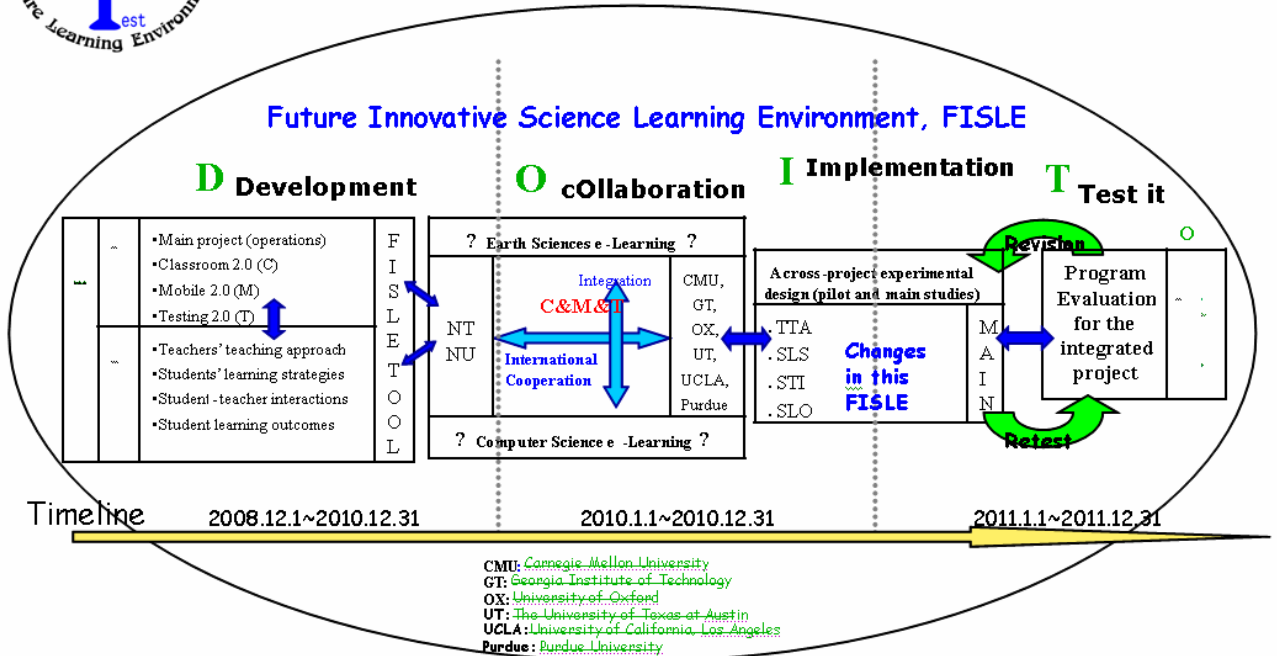 est
re Learning Enviro
Future Innovative Science Learning Environment, FISLE
D Development
O cOllaboration
I Implementation
T Test it
▪Main project (operations)
▪Classroom 2.0 (C)
▪Mobile 2.0 (M)
▪Testing 2.0 (T)
▪Teachers' teaching approach
▪Students' learning strategies
▪Student-teacher interactions
▪Student learning outcomes
FISLE TOOL
? Earth Sciences e -Learning ?
NT
NU
Integration
C&M&T
International
Cooperation
CMU,
GT,
OX,
UT,
UCLA,
Purdue
? Computer Science e -Learning ?
Across-project experimental
design (pilot and main studies)
. TTA
. SLS
. STI
. SLO
Changes
in this
FISLE
MAIN
Revision
Retest
Program
Evaluation
for the
integrated
project
O
Timeline
2008.12.1~2010.12.31
2010.1.1~2010.12.31
2011.1.1~2011.12.31
CMU: Carnegie Mellon University
GT: Georgia Institute of Technology
OX: University of Oxford
UT: The University of Texas at Austin
UCLA: University of California, Los Angeles
Purdue: Purdue University